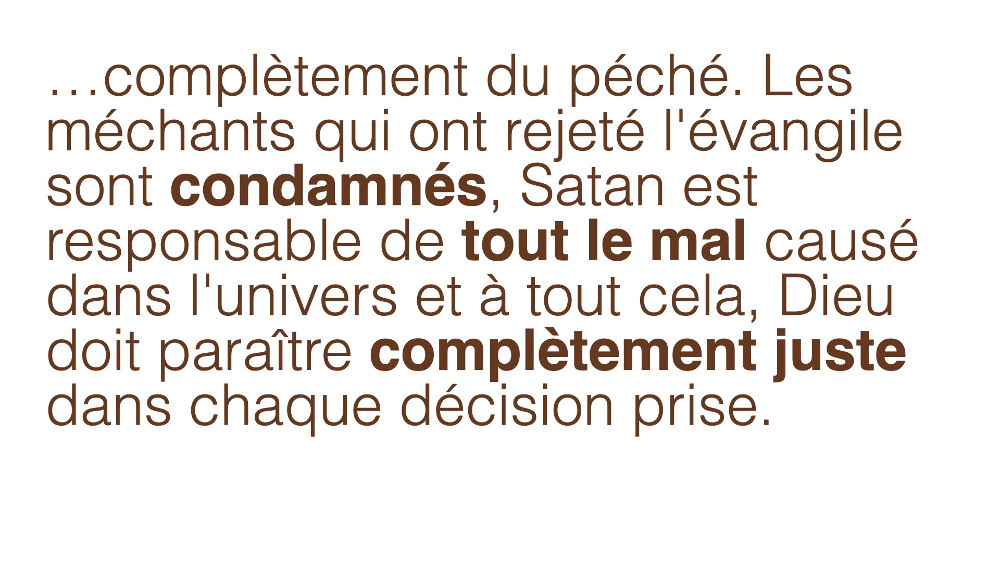 …complètement du péché. Les
méchants qui ont rejeté l'évangile
sont condamnés, Satan est
responsable de tout le mal causé
dans l'univers et à tout cela, Dieu
doit paraître complètement juste
dans chaque décision prise.